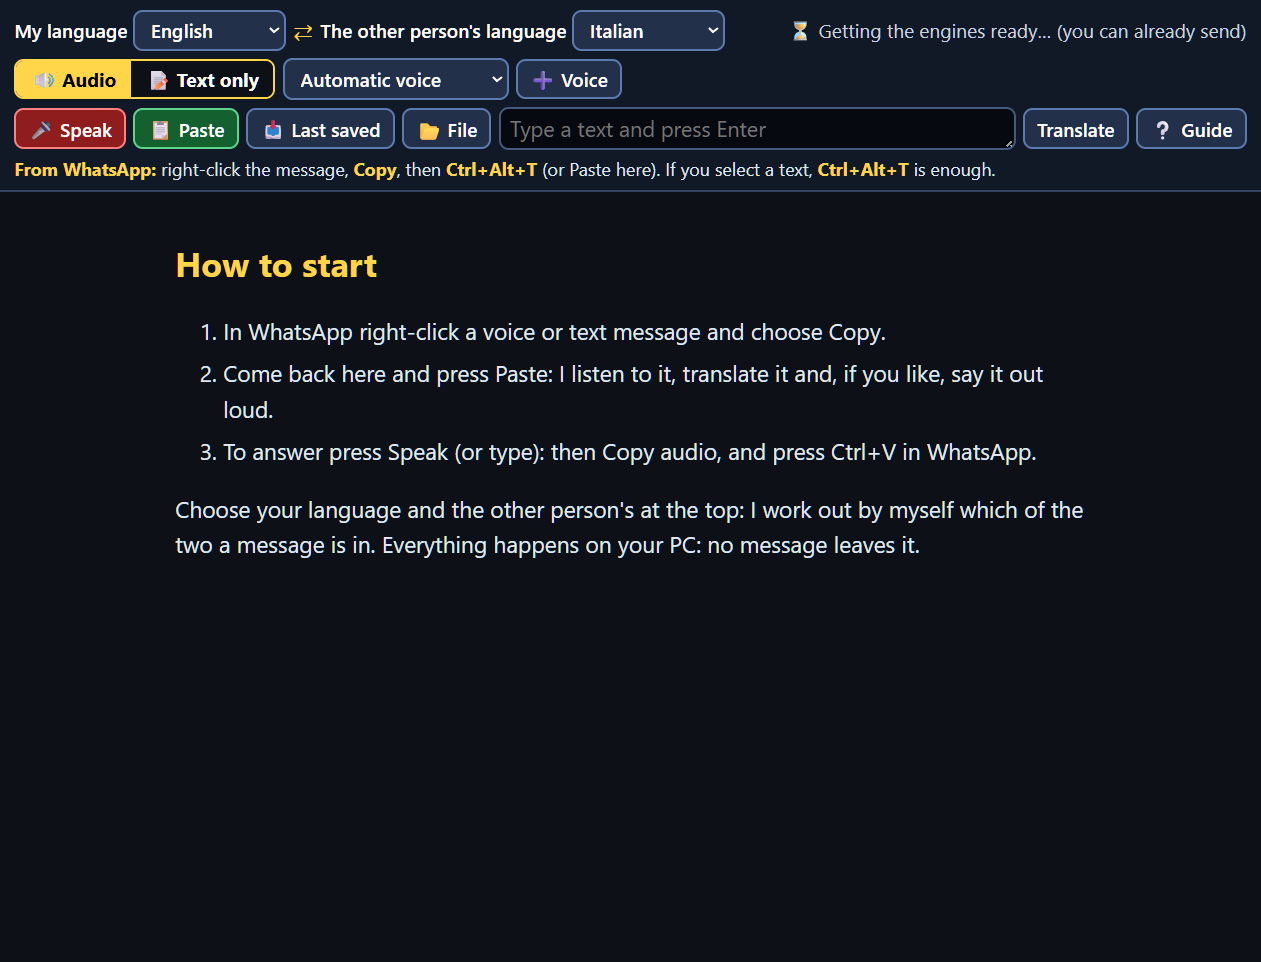 My language English ⇄ The other person's language Italian ⏳ Getting the engines ready... (you can already send)
🔊 Audio 📝 Text only Automatic voice ➕ Voice
🎤 Speak 📋 Paste 📥 Last saved 📂 File Type a text and press Enter Translate ❔ Guide
From WhatsApp: right-click the message, Copy, then Ctrl+Alt+T (or Paste here). If you select a text, Ctrl+Alt+T is enough.
How to start
1. In WhatsApp right-click a voice or text message and choose Copy.
2. Come back here and press Paste: I listen to it, translate it and, if you like, say it out
loud.
3. To answer press Speak (or type): then Copy audio, and press Ctrl+V in WhatsApp.
Choose your language and the other person's at the top: I work out by myself which of the
two a message is in. Everything happens on your PC: no message leaves it.